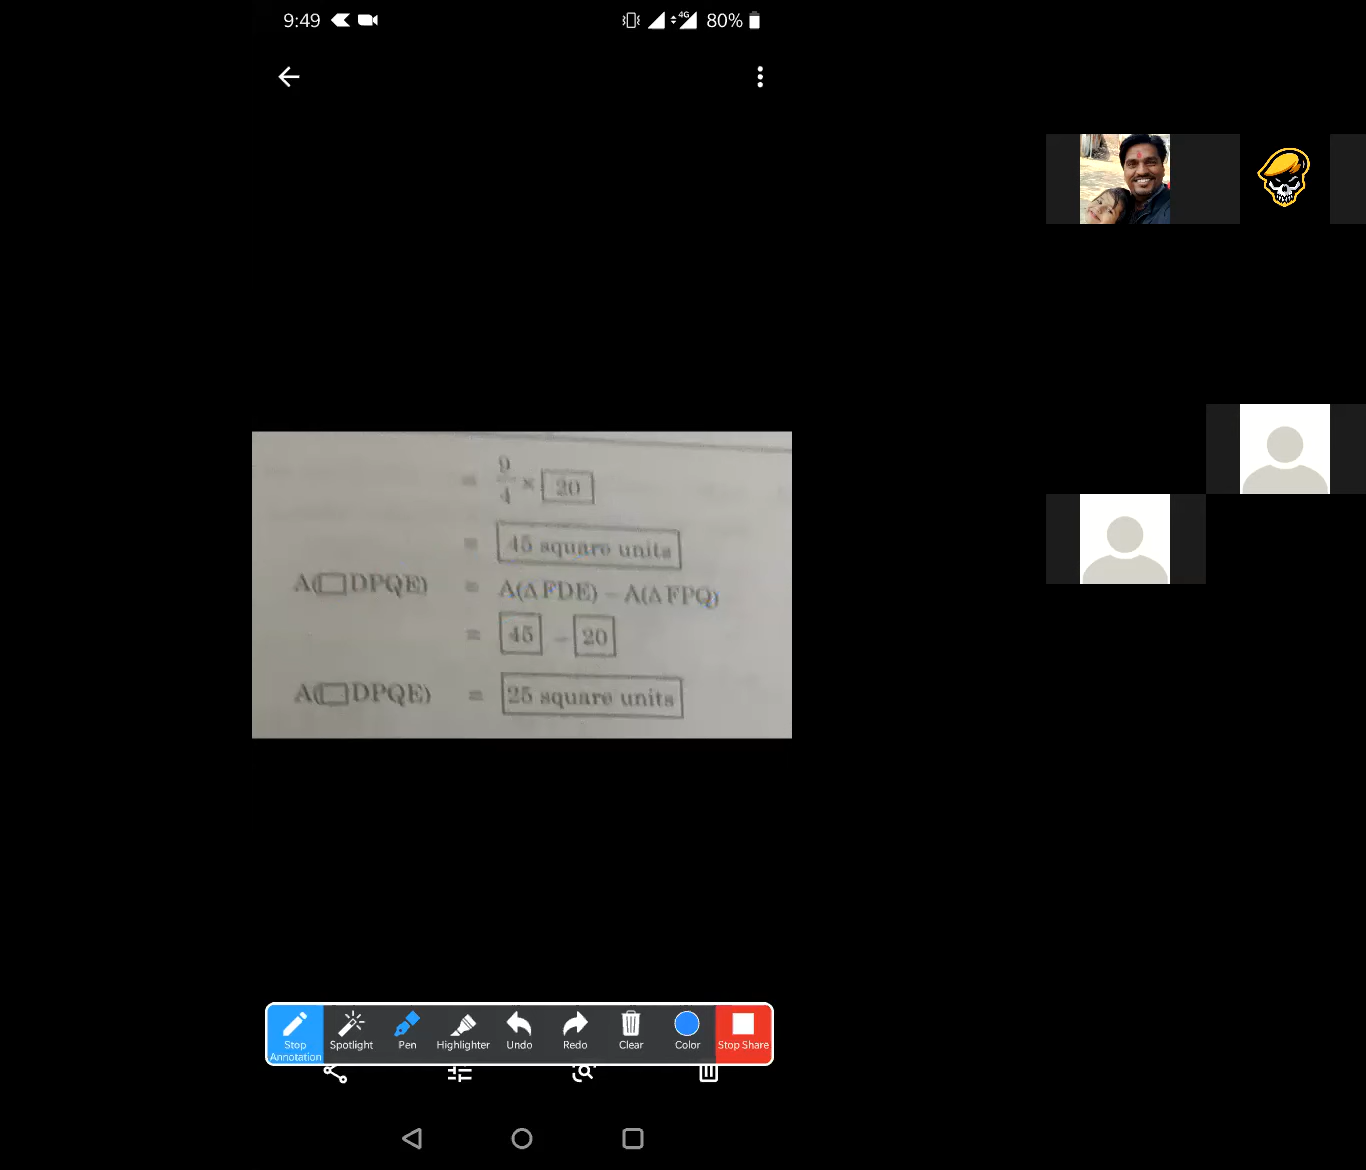 9:49 4G 80%
= 9/4 × 20
= 45 square units
A(□DPQE) = A(Δ FDE) – A(Δ FPQ)
= 45 – 20
A(□DPQE) = 25 square units
Stop Annotation Spotlight Pen Highlighter Undo Redo Clear Color Stop Share